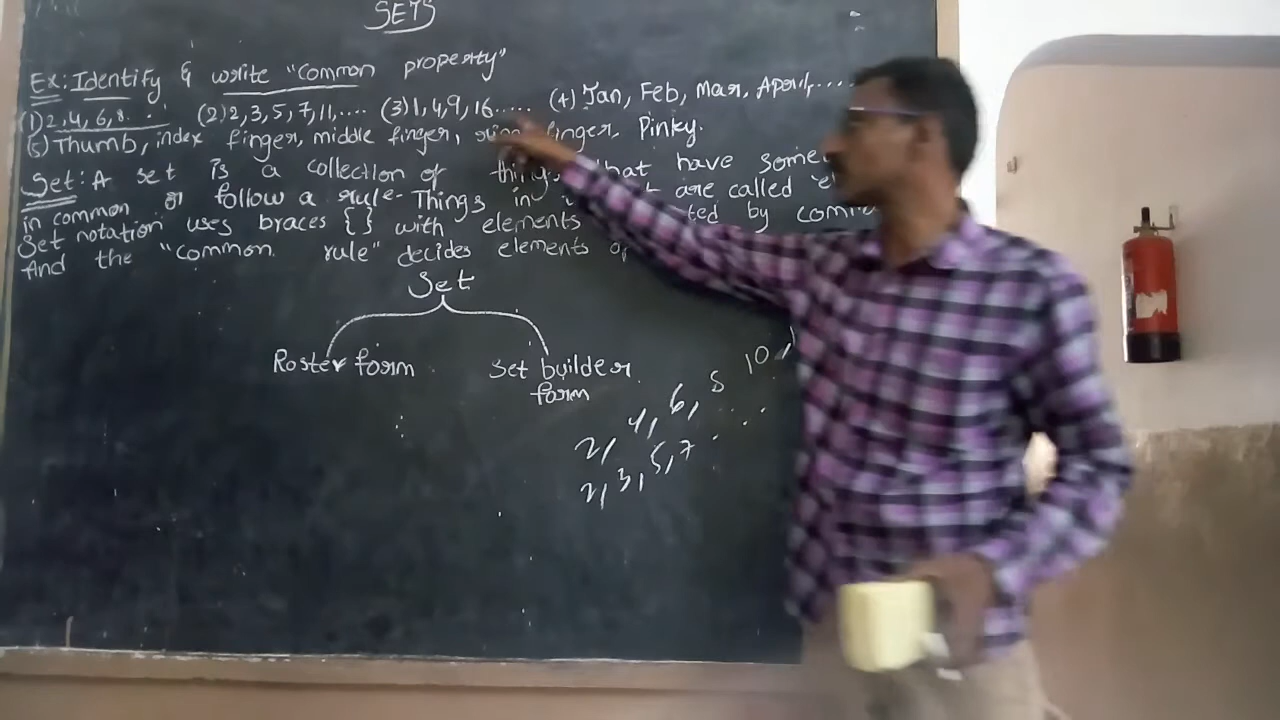 SETS
Ex: Identify & write "Common property"
(1) 2, 4, 6, 8. . (2) 2, 3, 5, 7, 11, .... (3) 1, 4, 9, 16..... (4) Jan, Feb, Mar, April, ....
(5) Thumb, index finger, middle finger, finger, Pinky.
Set: A set is a collection of things that have some
in common or follow a rule. Things in are called
Set notation uses braces { } with elements by
And the "common rule" decides elements
Set
Roster form
Set builder form
2, 4, 6, 8 10,
2, 3, 5, 7 . . .